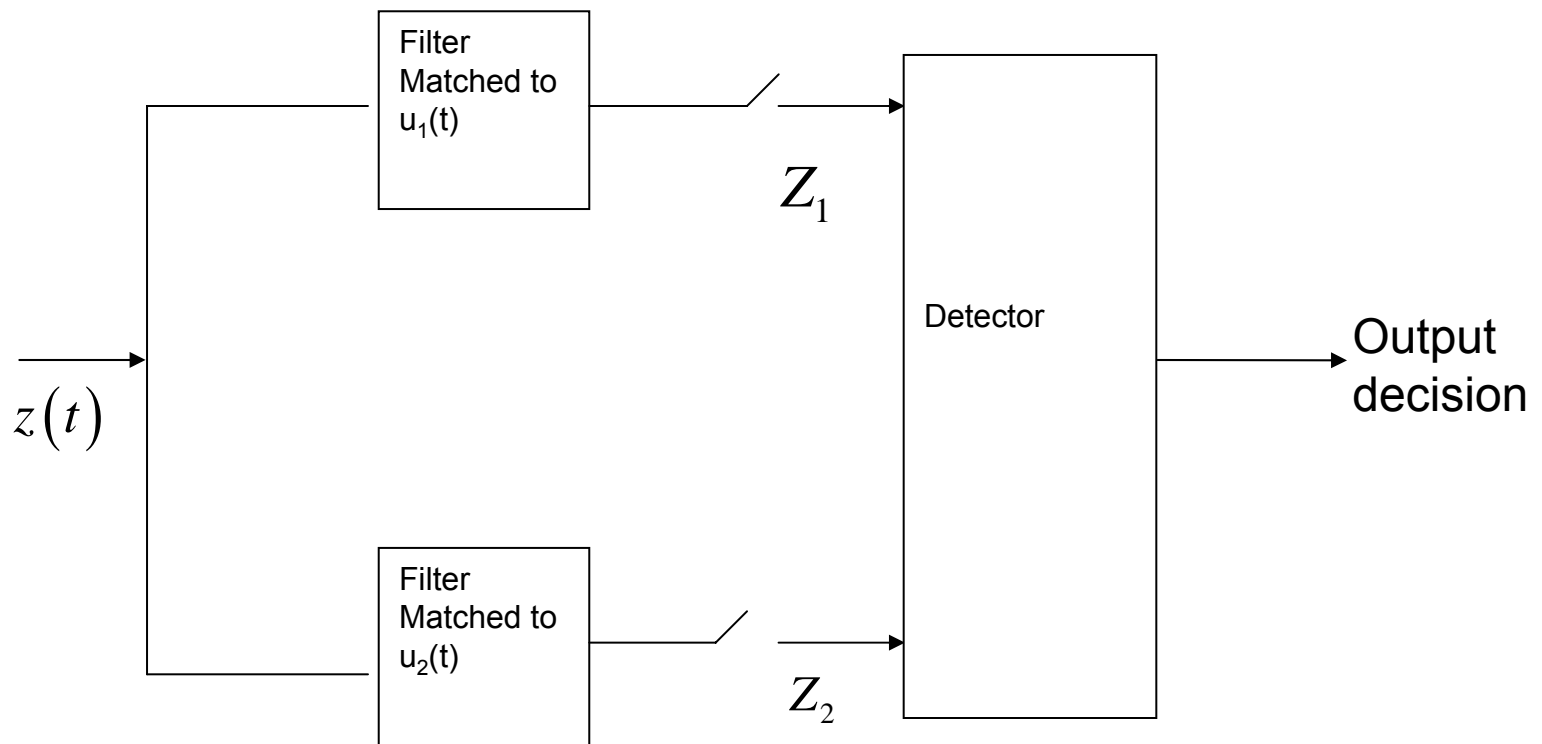 Filter
Matched to
u₁(t)
Z₁
Detector
Output
decision
z(t)
Filter
Matched to
u₂(t)
Z₂